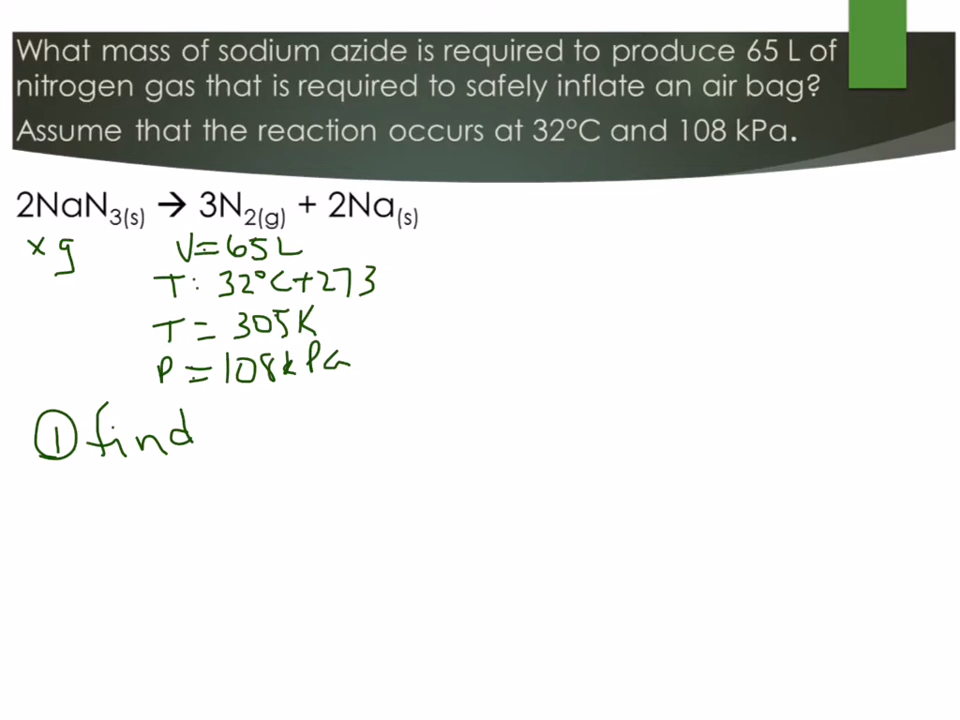 What mass of sodium azide is required to produce 65 L of
nitrogen gas that is required to safely inflate an air bag?
Assume that the reaction occurs at 32°C and 108 kPa.
2NaN3(s) → 3N2(g) + 2Na(s)
x g V=65L
T: 32°C+273
T = 305K
P = 108kPa
① find